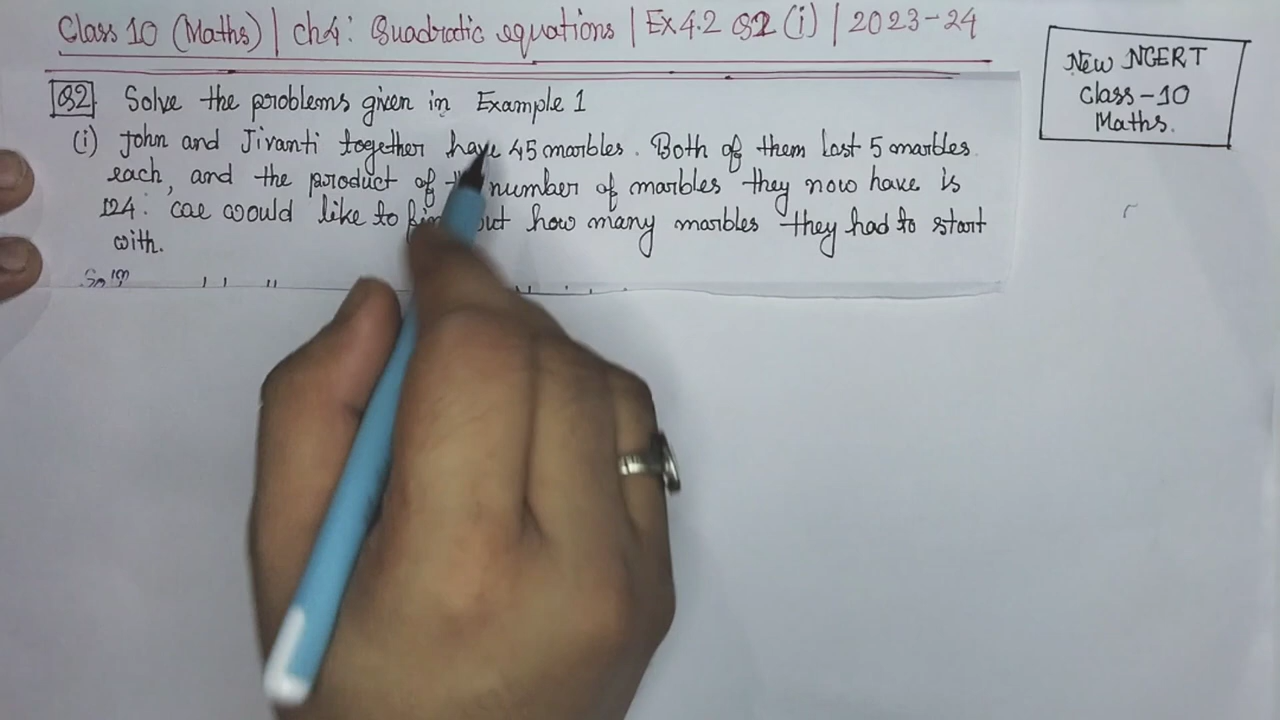 Class 10 (Maths) | ch4: Quadratic equations | Ex 4.2 Q2 (i) | 2023-24
New NCERT
Class-10
Maths.
Q2 Solve the problems given in Example 1
(i) John and Jivanti together have 45 marbles. Both of them lost 5 marbles
each, and the product of number of marbles they now have is
124. we would like to out how many marbles they had to start
with.
Solⁿ